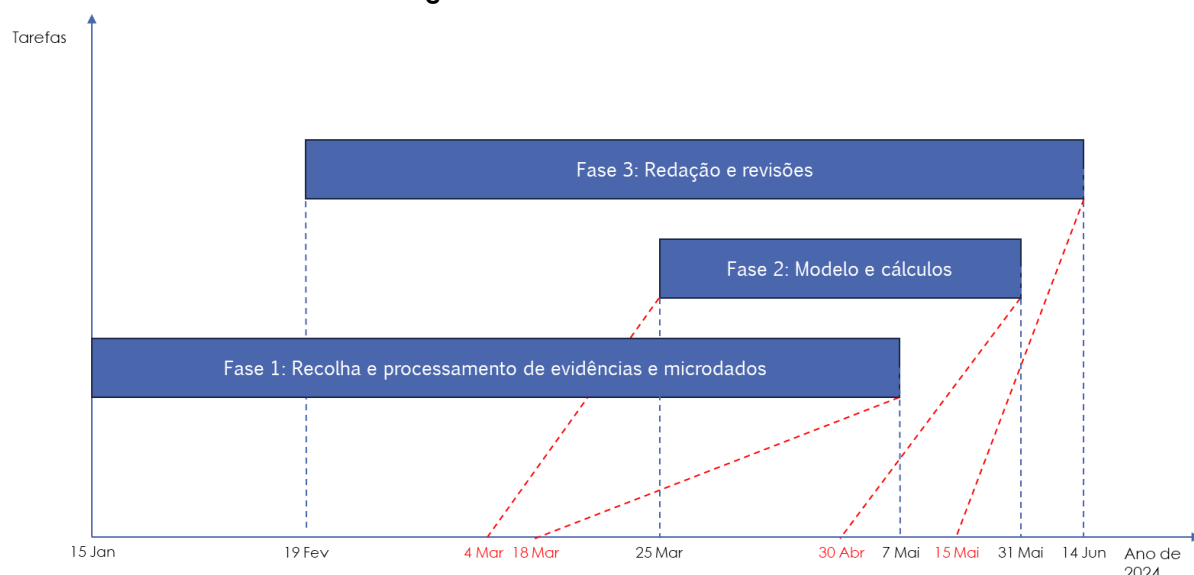 Tarefas
Fase 3: Redação e revisões
Fase 2: Modelo e cálculos
Fase 1: Recolha e processamento de evidências e microdados
15 Jan
19 Fev
4 Mar
18 Mar
25 Mar
30 Abr
7 Mai
15 Mai
31 Mai
14 Jun
Ano de
2024